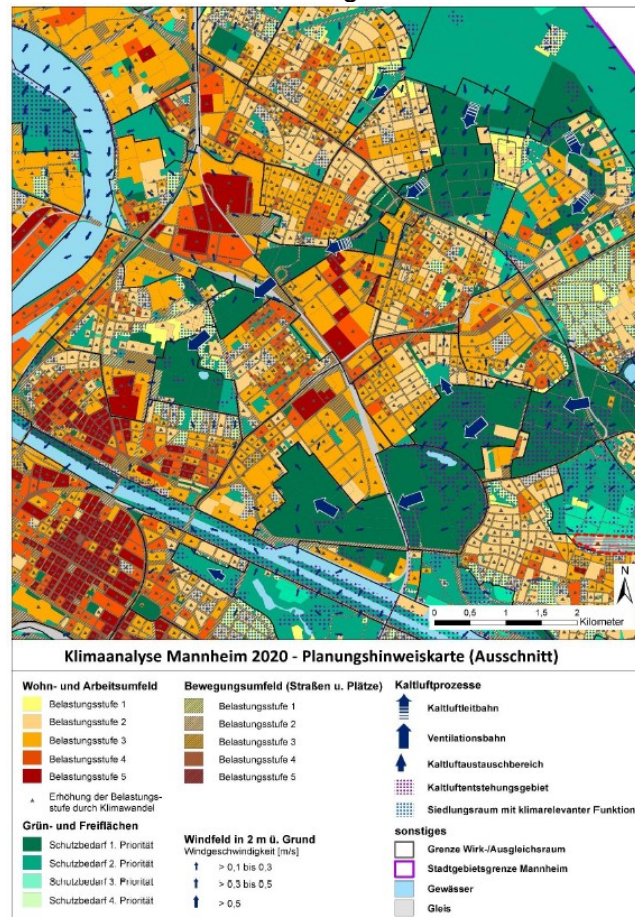 N
0 0,5 1 1,5 2
Kilometer
Klimaanalyse Mannheim 2020 - Planungshinweiskarte (Ausschnitt)
Wohn- und Arbeitsumfeld
Belastungsstufe 1
Belastungsstufe 2
Belastungsstufe 3
Belastungsstufe 4
Belastungsstufe 5
Erhöhung der Belastungs-
stufe durch Klimawandel
Grün- und Freiflächen
Schutzbedarf 1. Priorität
Schutzbedarf 2. Priorität
Schutzbedarf 3. Priorität
Schutzbedarf 4. Priorität
Bewegungsumfeld (Straßen u. Plätze)
Belastungsstufe 1
Belastungsstufe 2
Belastungsstufe 3
Belastungsstufe 4
Belastungsstufe 5
Windfeld in 2 m ü. Grund
Windgeschwindigkeit [m/s]
> 0,1 bis 0,3
> 0,3 bis 0,5
> 0,5
Kaltluftprozesse
Kaltluftleitbahn
Ventilationsbahn
Kaltluftaustauschbereich
Kaltluftentstehungsgebiet
Siedlungsraum mit klimarelevanter Funktion
sonstiges
Grenze Wirk-/Ausgleichsraum
Stadtgebietsgrenze Mannheim
Gewässer
Gleis